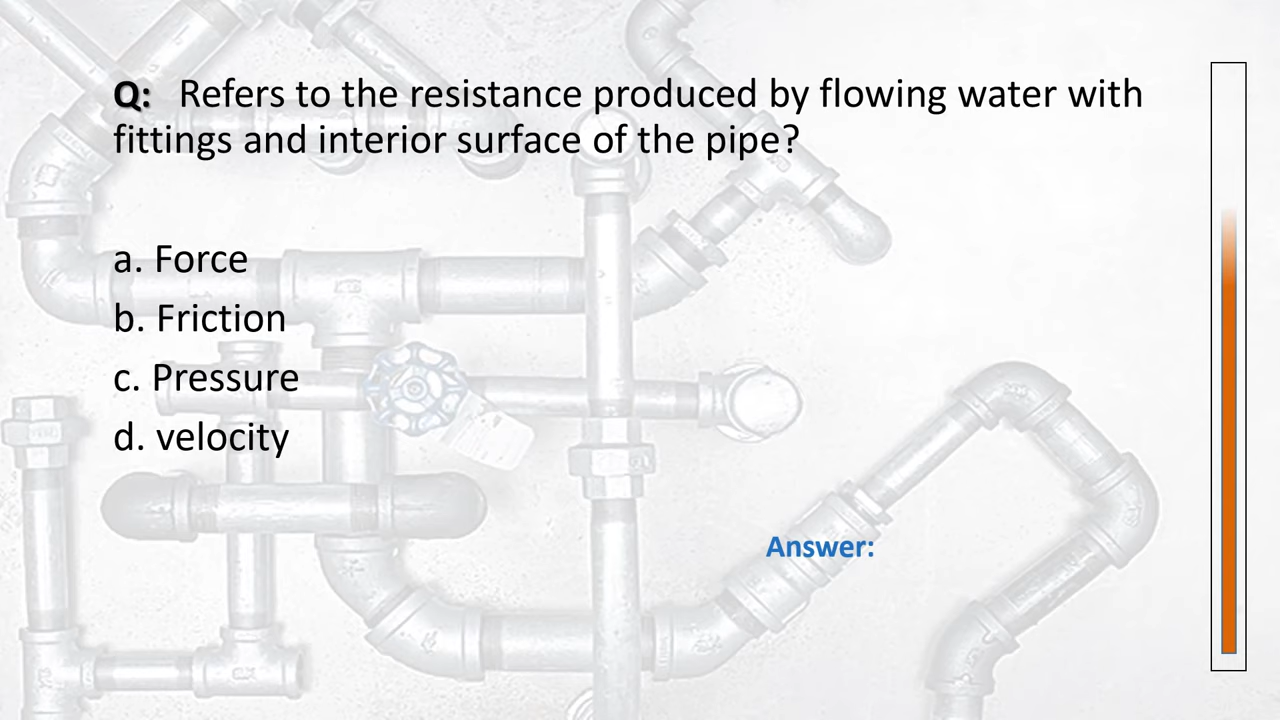 Q: Refers to the resistance produced by flowing water with
fittings and interior surface of the pipe?
a. Force
b. Friction
c. Pressure
d. velocity
Answer: